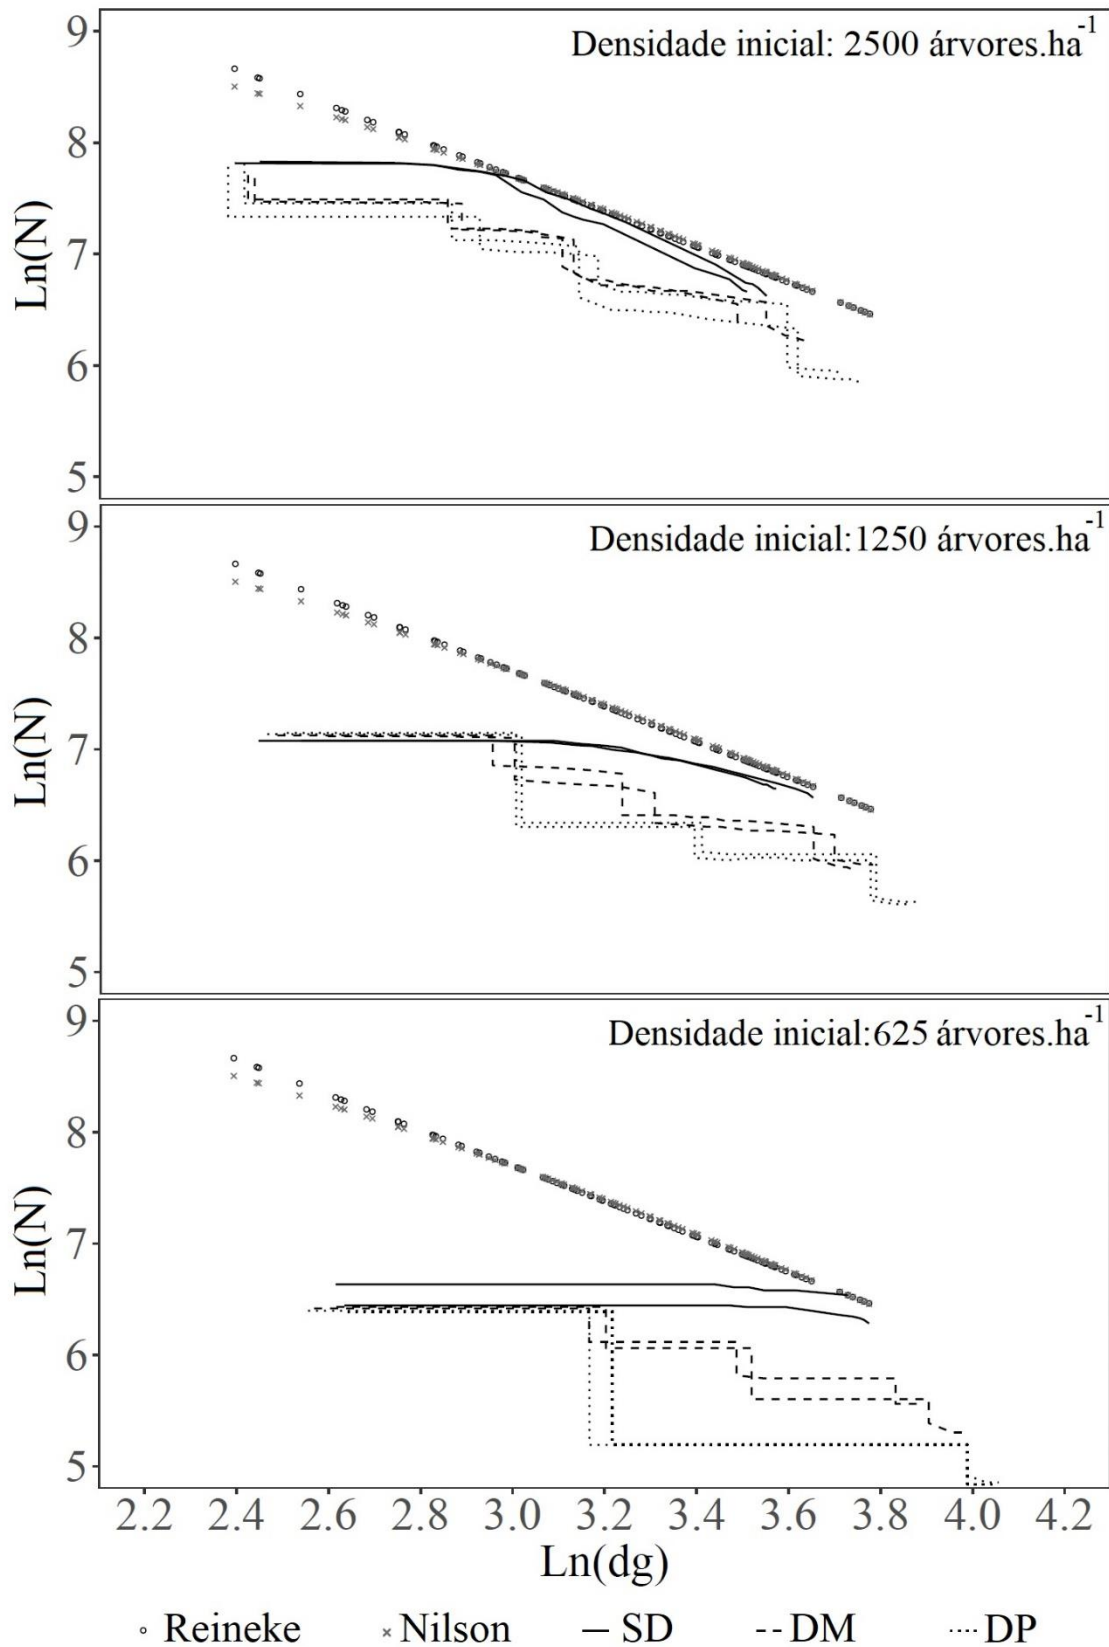 Densidade inicial: 2500 árvores.ha-1
9
8
7
6
5
Ln(N)
Densidade inicial:1250 árvores.ha-1
9
8
7
6
5
Ln(N)
Densidade inicial:625 árvores.ha-1
9
8
7
6
5
Ln(N)
2.2 2.4 2.6 2.8 3.0 3.2 3.4 3.6 3.8 4.0 4.2
Ln(dg)
Reineke Nilson SD DM DP